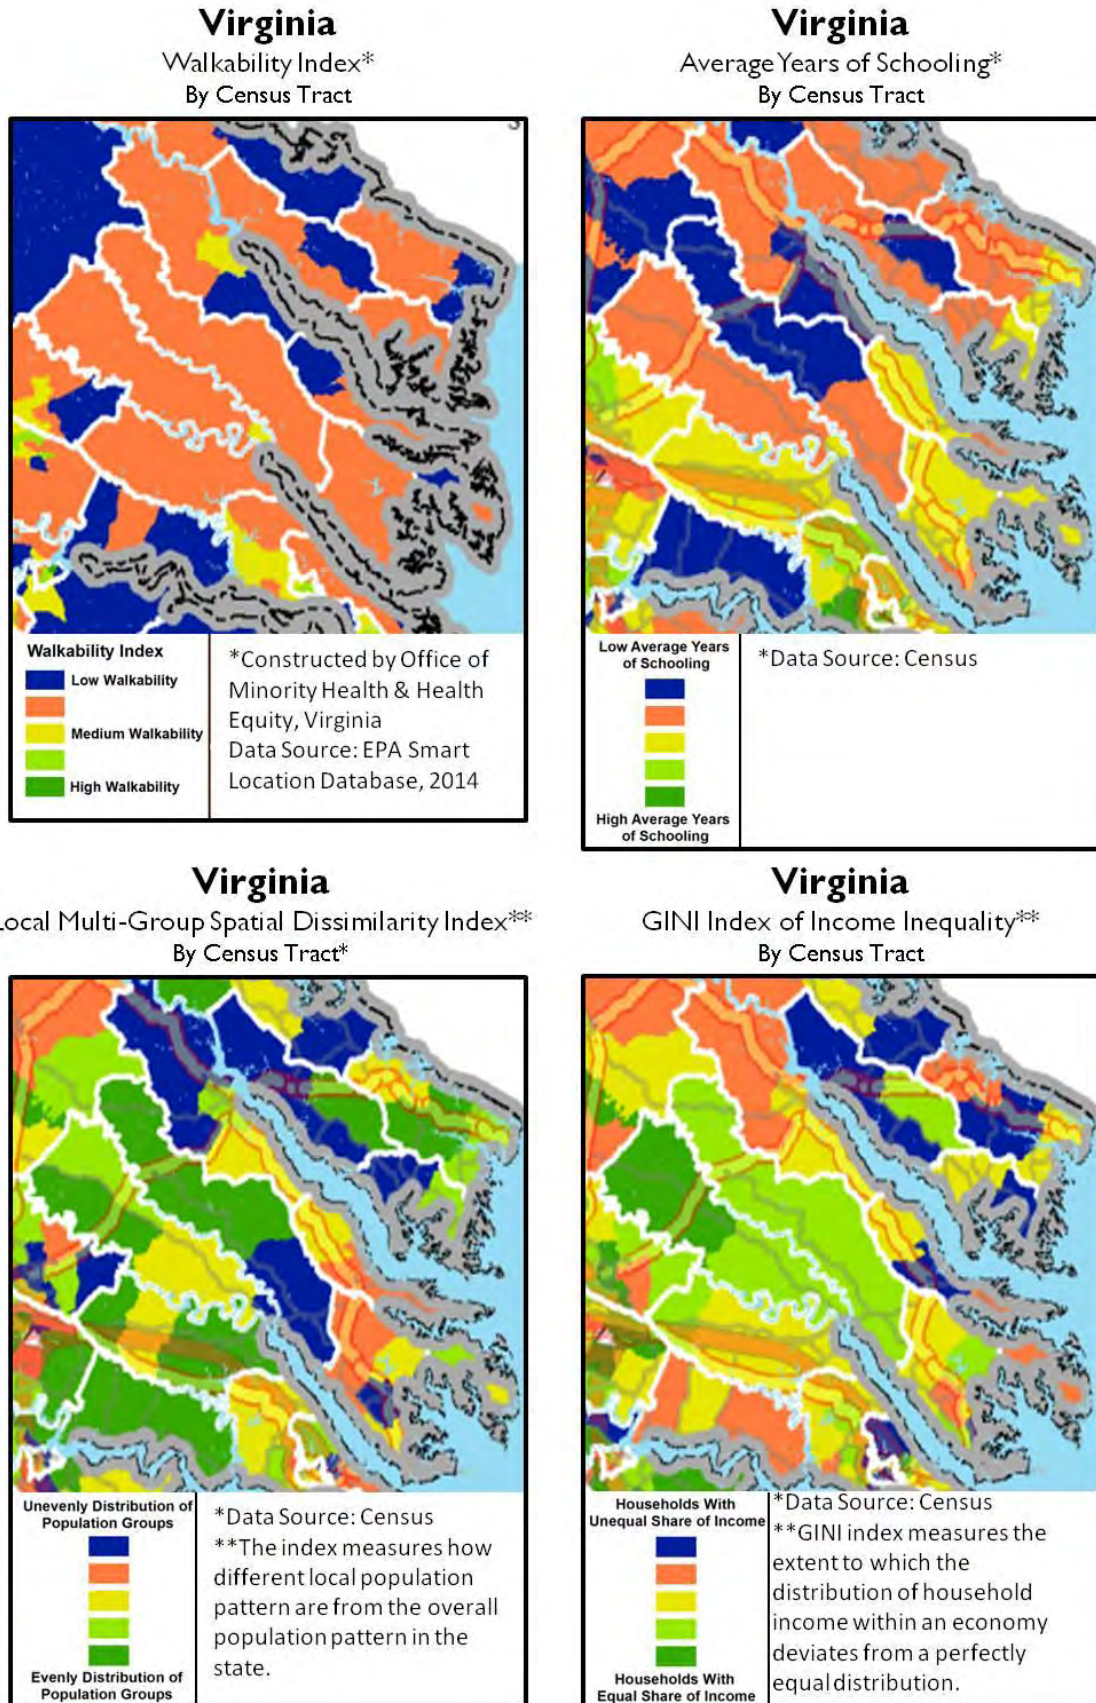 Virginia
Walkability Index*
By Census Tract
S
Walkability Index
Low Walkability
Medium Walkability
High Walkability
*Constructed by Office of
Minority Health & Health
Equity, Virginia
Data Source: EPA Smart
Location Database, 2014
Virginia
Average Years of Schooling*
By Census Tract
Low Average Years
of Schooling
High Average Years
of Schooling
*Data Source: Census
Virginia
Local Multi-Group Spatial Dissimilarity Index**
By Census Tract*
Unevenly Distribution of
Population Groups
Evenly Distribution of
Population Groups
*Data Source: Census
**The index measures how
different local population
pattern are from the overall
population pattern in the
state.
Virginia
GINI Index of Income Inequality**
By Census Tract
Households With
Unequal Share of Income
Households With
Equal Share of Income
*Data Source: Census
**GINI index measures the
extent to which the
distribution of household
income within an economy
deviates from a perfectly
equal distribution.